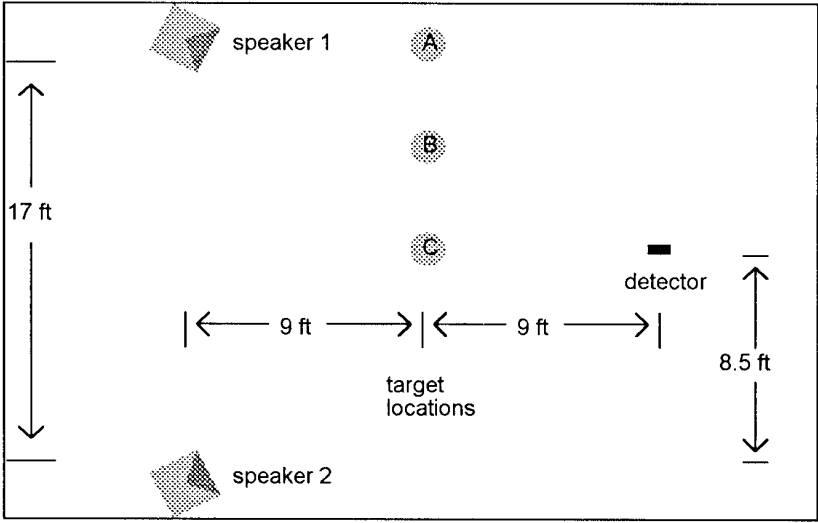 speaker 1
A
B
17 ft
C
detector
9 ft
9 ft
8.5 ft
target
locations
speaker 2